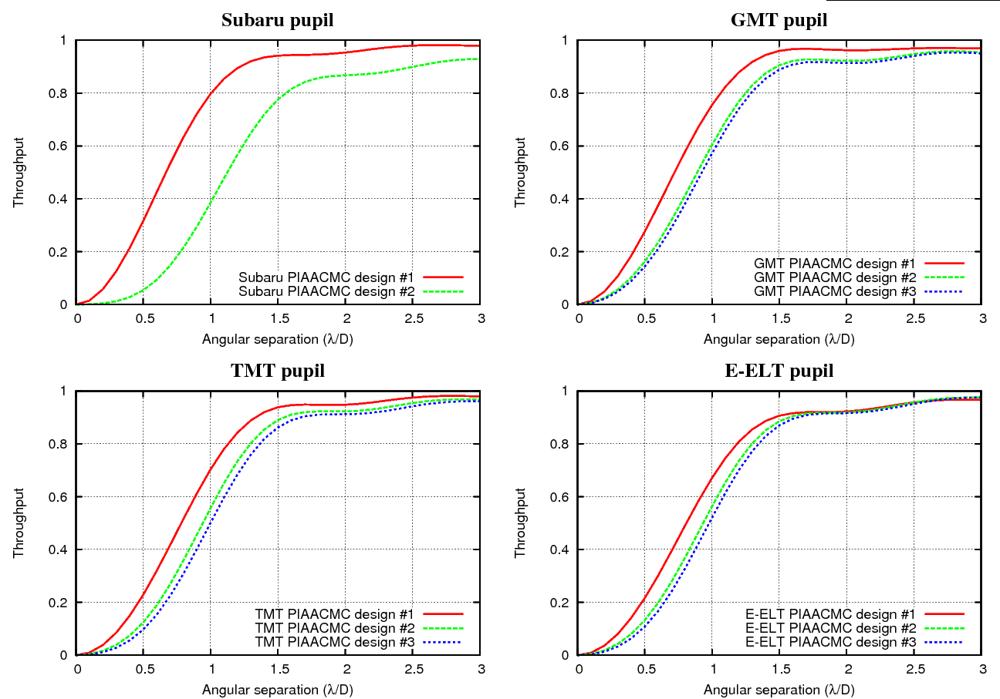 Subaru pupil
1
0.8
0.6
0.4
0.2
0
Throughput
Subaru PIAACMC design #1
Subaru PIAACMC design #2
0 0.5 1 1.5 2 2.5 3
Angular separation (λ/D)
GMT pupil
1
0.8
0.6
0.4
0.2
0
Throughput
GMT PIAACMC design #1
GMT PIAACMC design #2
GMT PIAACMC design #3
0 0.5 1 1.5 2 2.5 3
Angular separation (λ/D)
TMT pupil
1
0.8
0.6
0.4
0.2
0
Throughput
TMT PIAACMC design #1
TMT PIAACMC design #2
TMT PIAACMC design #3
0 0.5 1 1.5 2 2.5 3
Angular separation (λ/D)
E-ELT pupil
1
0.8
0.6
0.4
0.2
0
Throughput
E-ELT PIAACMC design #1
E-ELT PIAACMC design #2
E-ELT PIAACMC design #3
0 0.5 1 1.5 2 2.5 3
Angular separation (λ/D)